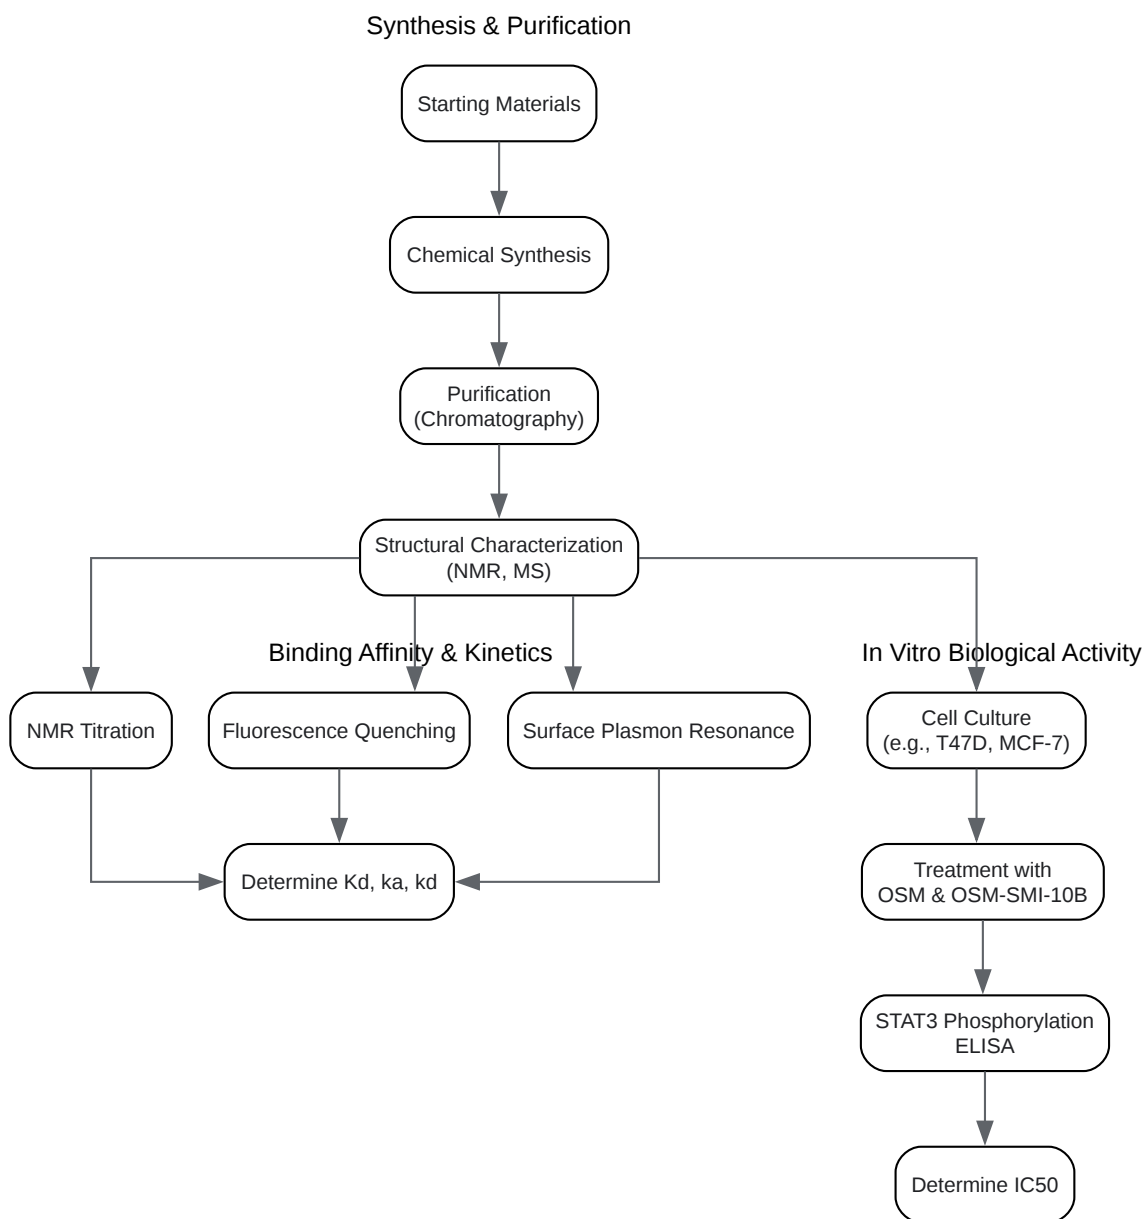 Synthesis & Purification
Starting Materials
Chemical Synthesis
Purification
(Chromatography)
Structural Characterization
(NMR, MS)
Binding Affinity & Kinetics
In Vitro Biological Activity
NMR Titration
Fluorescence Quenching
Surface Plasmon Resonance
Cell Culture
(e.g., T47D, MCF-7)
Determine Kd, ka, kd
Treatment with
OSM & OSM-SMI-10B
STAT3 Phosphorylation
ELISA
Determine IC50